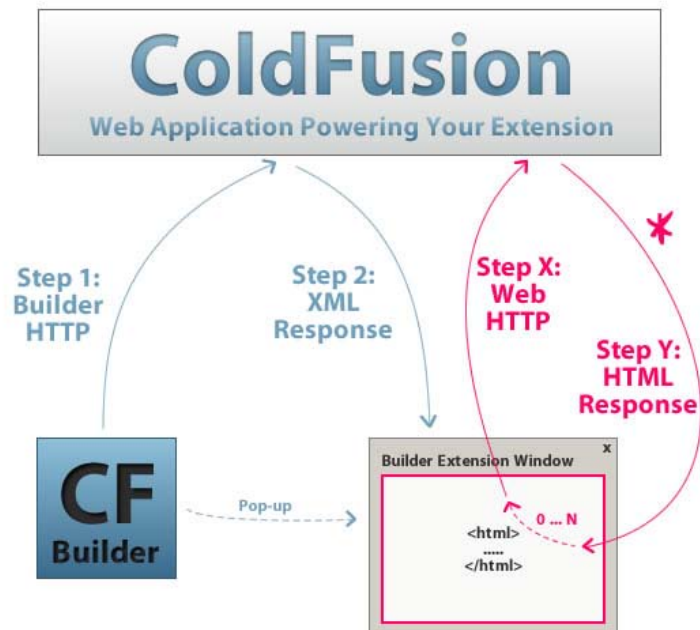 ColdFusion
Web Application Powering Your Extension
Step 1:
Builder
HTTP
Step 2:
XML
Response
Step X:
Web
HTTP
Step Y:
HTML
Response
CF
Builder
Pop-up
Builder Extension Window
x
0 ... N
<html>
.....
</html>